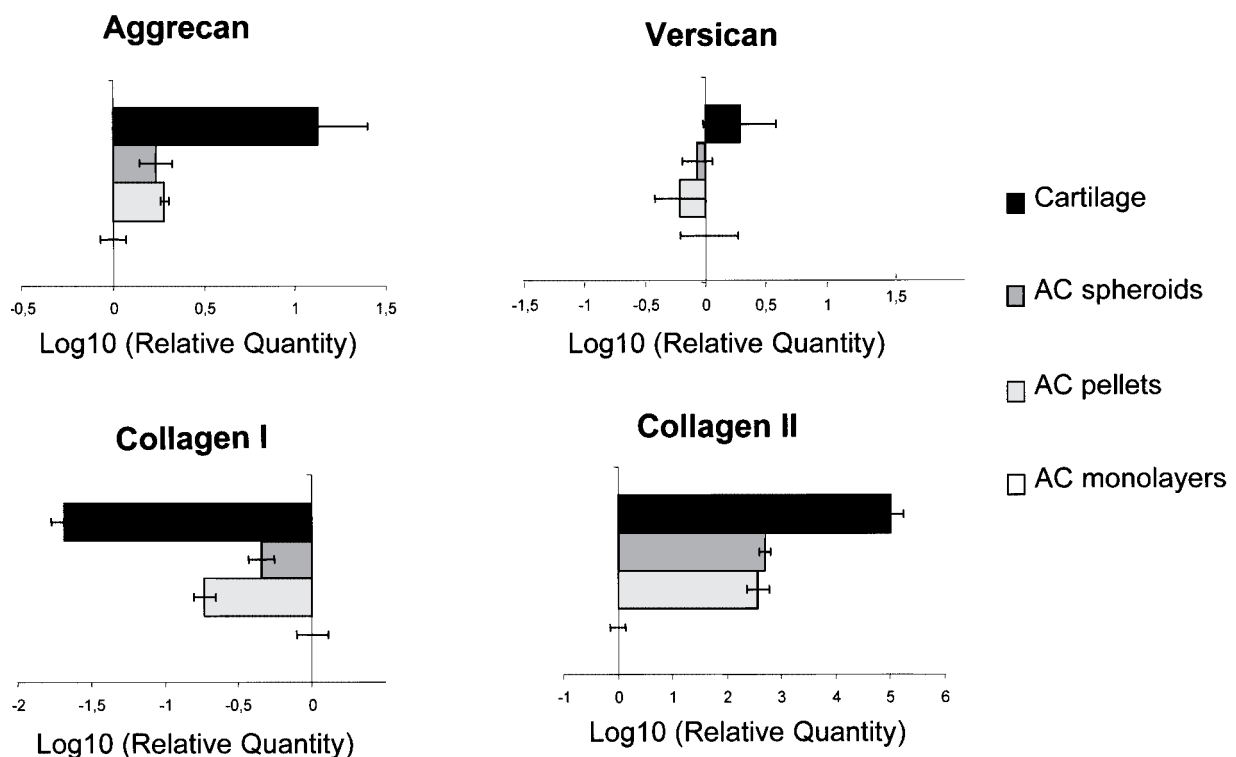 Aggrecan
-0,5 0 0,5 1 1,5
Log10 (Relative Quantity)
Versican
-1,5 -1 -0,5 0 0,5 1 1,5
Log10 (Relative Quantity)
Cartilage
AC spheroids
AC pellets
AC monolayers
Collagen I
-2 -1,5 -1 -0,5 0
Log10 (Relative Quantity)
Collagen II
-1 0 1 2 3 4 5 6
Log10 (Relative Quantity)